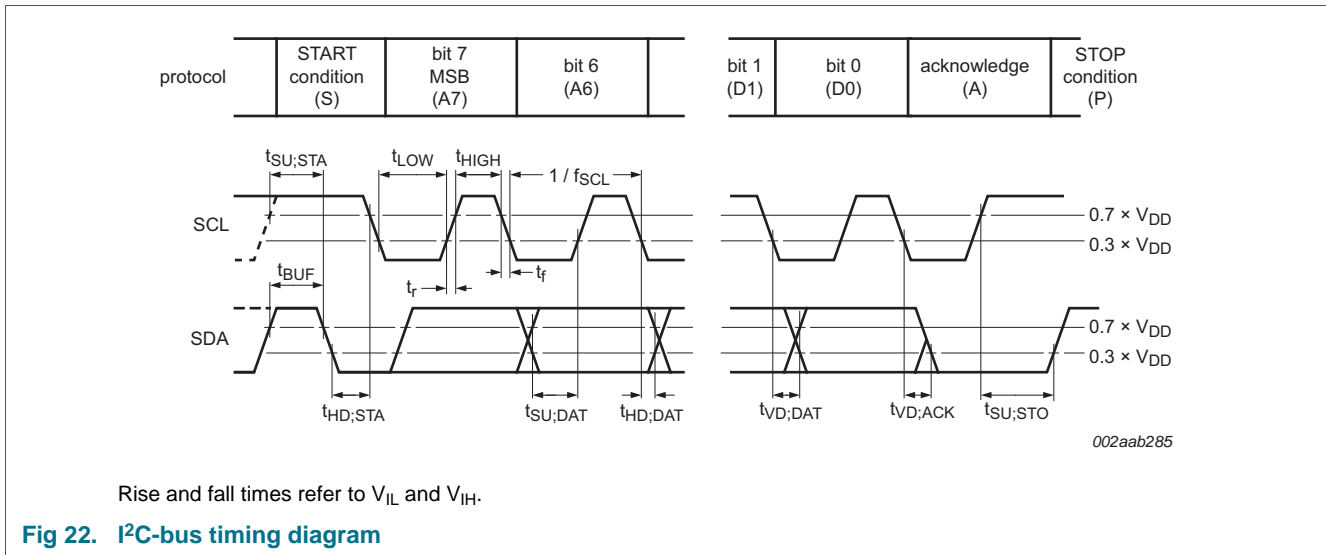 protocol
START
condition
(S)
bit 7
MSB
(A7)
bit 6
(A6)
bit 1
(D1)
bit 0
(D0)
acknowledge
(A)
STOP
condition
(P)
tSU;STA
tLOW
tHIGH
1 / fSCL
SCL
0.7 × VDD
0.3 × VDD
tBUF
tr
tf
SDA
0.7 × VDD
0.3 × VDD
tHD;STA
tSU;DAT
tHD;DAT
tVD;DAT
tVD;ACK
tSU;STO
002aab285
Rise and fall times refer to VIL and VIH.
Fig 22. I²C-bus timing diagram